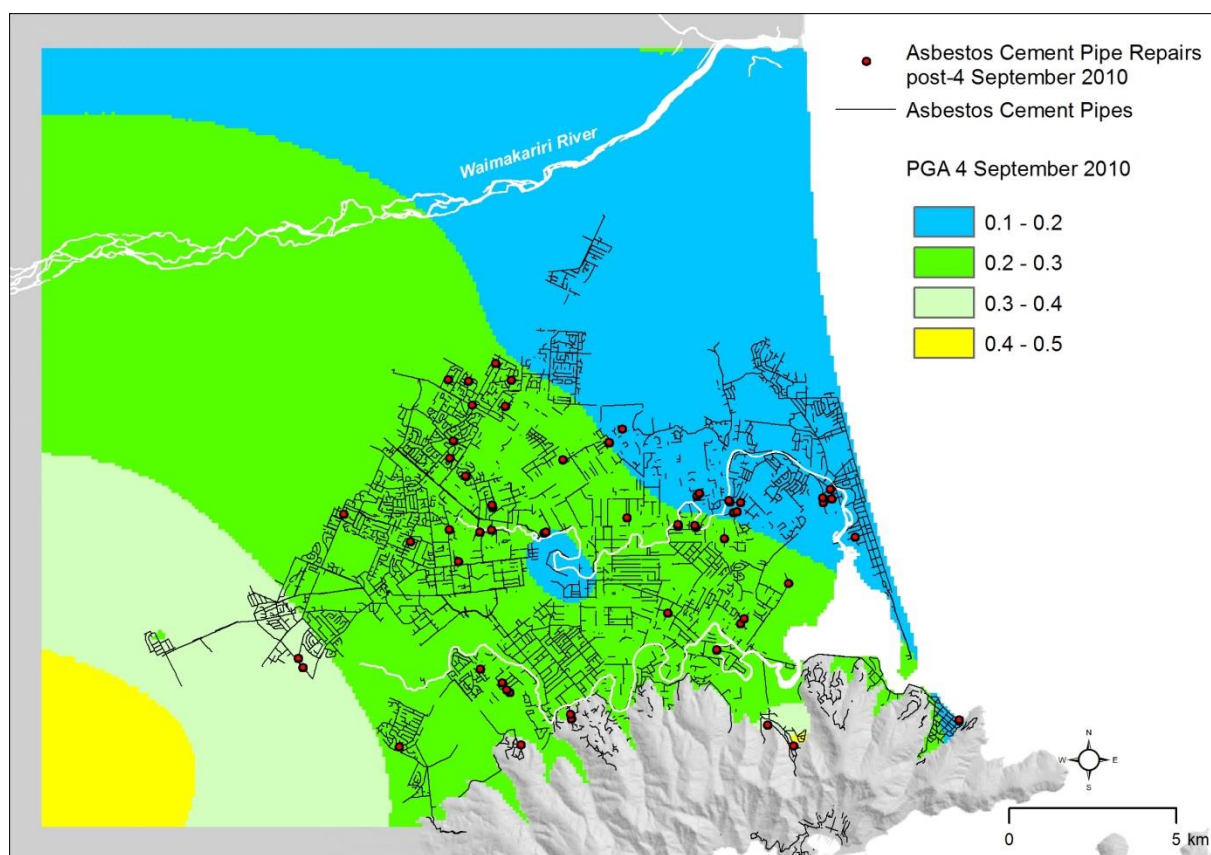 Asbestos Cement Pipe Repairs
post-4 September 2010
Asbestos Cement Pipes
Waimakariri River
PGA 4 September 2010
0.1 - 0.2
0.2 - 0.3
0.3 - 0.4
0.4 - 0.5
N
W E
S
0 5 km